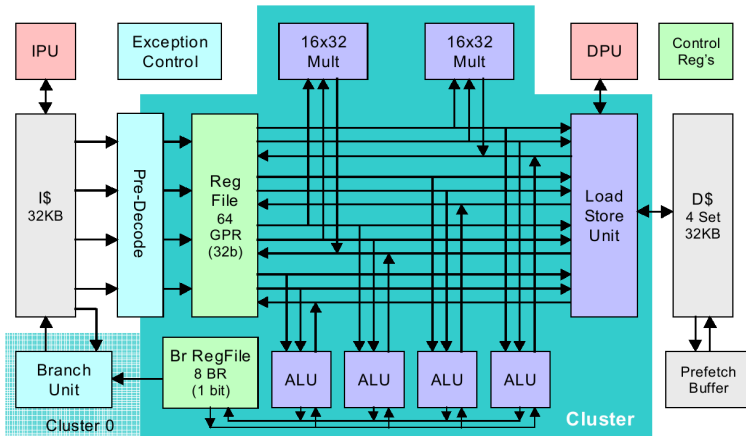 IPU
Exception
Control
16x32
Mult
16x32
Mult
DPU
Control
Reg's
I$
32KB
Pre-Decode
Reg
File
64
GPR
(32b)
Load
Store
Unit
D$
4 Set
32KB
Branch
Unit
Br RegFile
8 BR
(1 bit)
ALU
ALU
ALU
ALU
Prefetch
Buffer
Cluster 0
Cluster